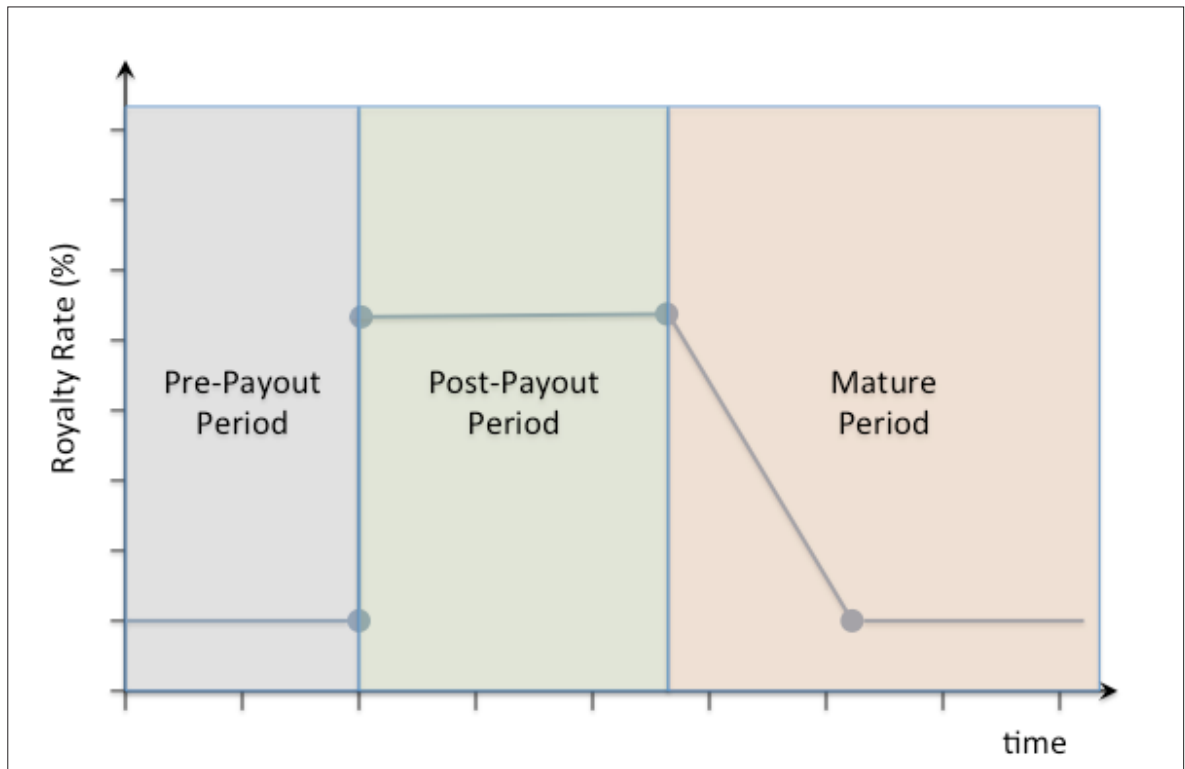 Royalty Rate (%)
Pre-Payout
Period
Post-Payout
Period
Mature
Period
time